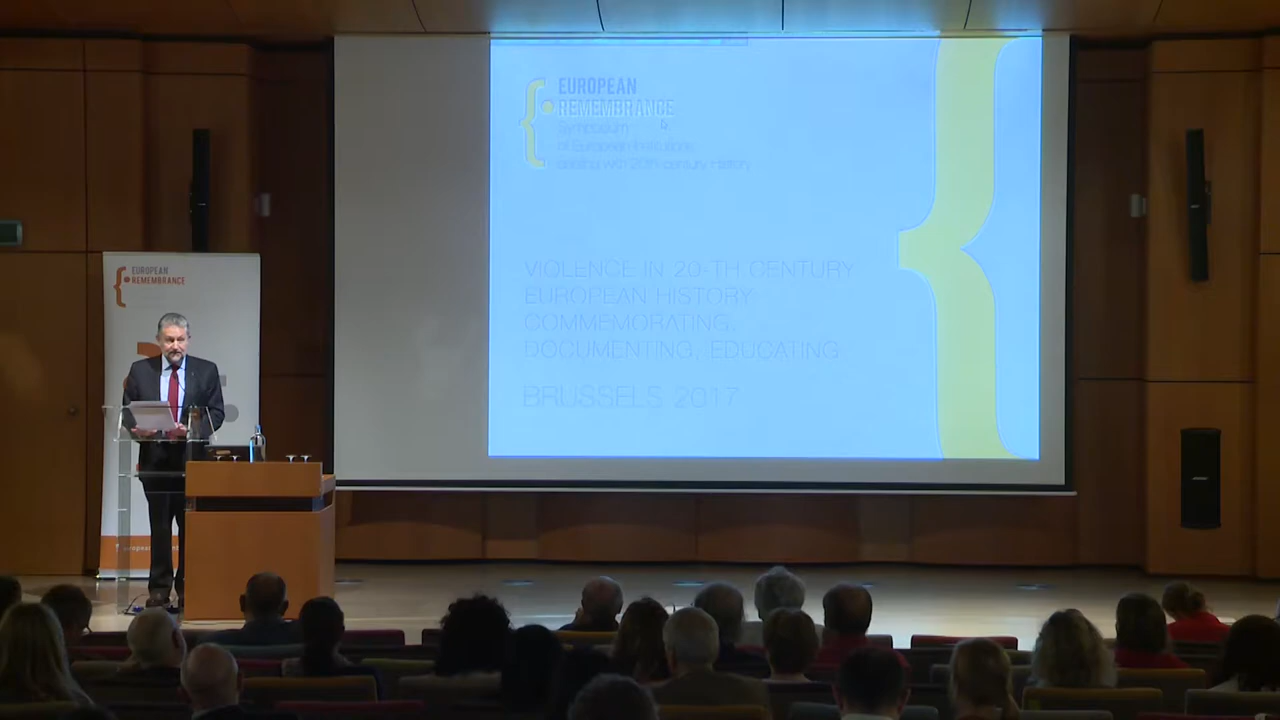 EUROPEAN
REMEMBRANCE
Symposium
of European Institutions
dealing with 20th-century History
VIOLENCE IN 20-TH CENTURY
EUROPEAN HISTORY
COMMEMORATING,
DOCUMENTING, EDUCATING
BRUSSELS 2017
EUROPEAN
REMEMBRANCE